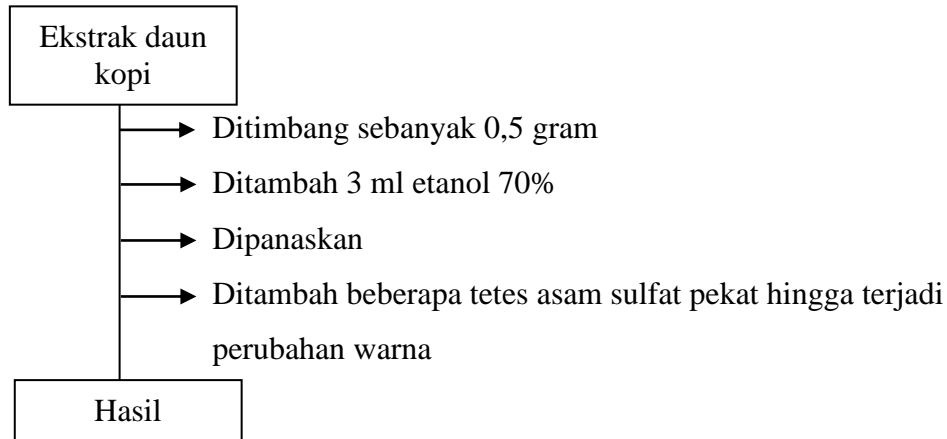 Ekstrak daun
kopi
Ditimbang sebanyak 0,5 gram
Ditambah 3 ml etanol 70%
Dipanaskan
Ditambah beberapa tetes asam sulfat pekat hingga terjadi
perubahan warna
Hasil